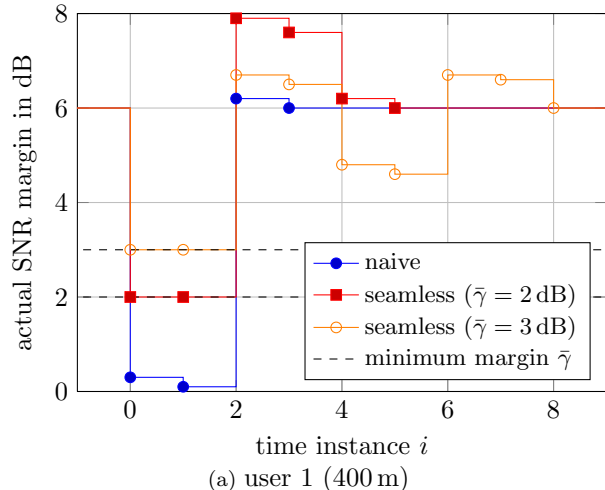 8
6
4
2
0
actual SNR margin in dB
naive
seamless (γ̄ = 2 dB)
seamless (γ̄ = 3 dB)
minimum margin γ̄
0 2 4 6 8
time instance i
(a) user 1 (400 m)